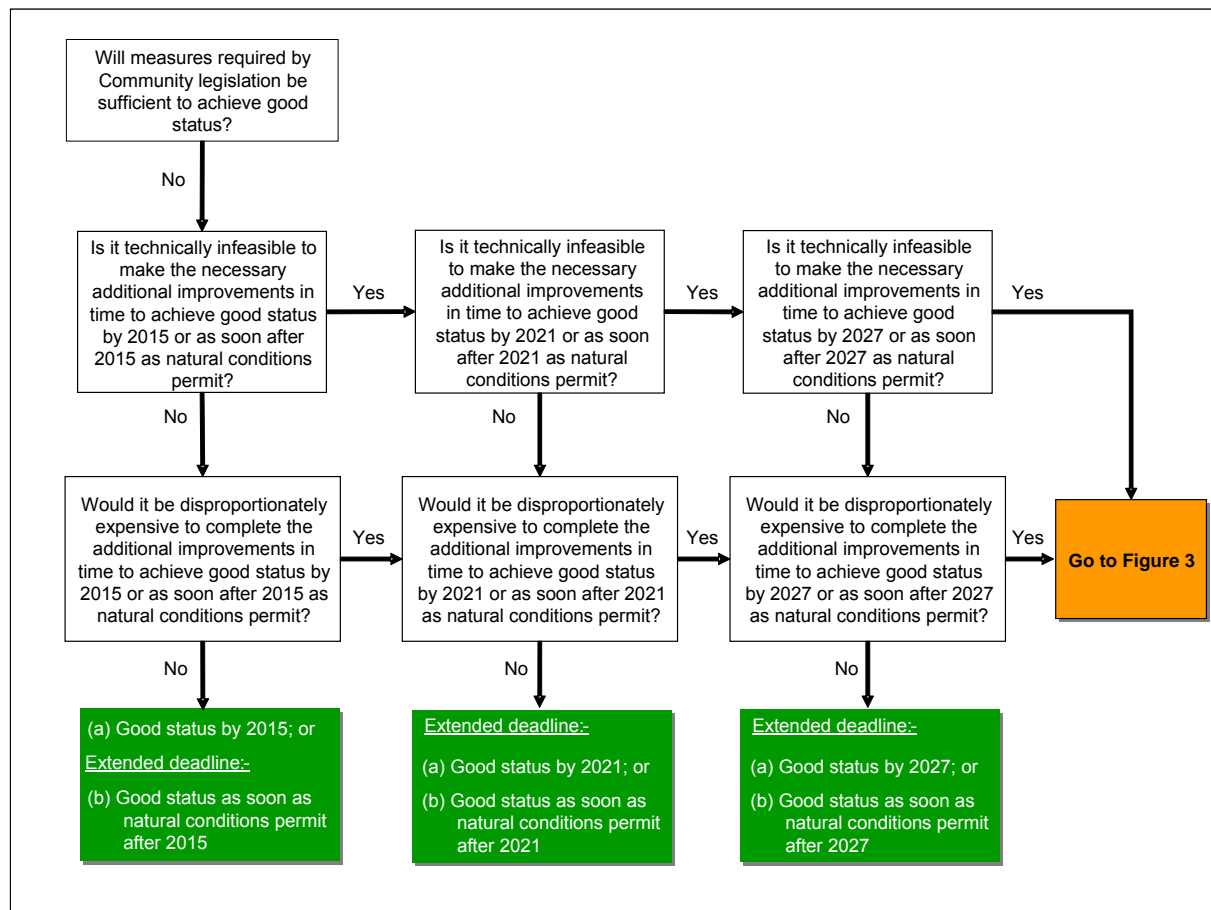 Will measures required by
Community legislation be
sufficient to achieve good
status?
No
Is it technically infeasible to
make the necessary
additional improvements in
time to achieve good status
by 2015 or as soon after
2015 as natural conditions
permit?
Yes
Is it technically infeasible
to make the necessary
additional improvements
in time to achieve good
status by 2021 or as soon
after 2021 as natural
conditions permit?
Yes
Is it technically infeasible
to make the necessary
additional improvements in
time to achieve good
status by 2027 or as soon
after 2027 as natural
conditions permit?
Yes
No
No
No
Would it be disproportionately
expensive to complete the
additional improvements in
time to achieve good status by
2015 or as soon after 2015 as
natural conditions permit?
Yes
Would it be disproportionately
expensive to complete the
additional improvements in
time to achieve good status
by 2021 or as soon after 2021
as natural conditions permit?
Yes
Would it be disproportionately
expensive to complete the
additional improvements in
time to achieve good status
by 2027 or as soon after 2027
as natural conditions permit?
Yes
Go to Figure 3
No
No
No
(a) Good status by 2015; or
Extended deadline:-
(b) Good status as soon as
natural conditions permit
after 2015
Extended deadline:-
(a) Good status by 2021; or
(b) Good status as soon as
natural conditions permit
after 2021
Extended deadline:-
(a) Good status by 2027; or
(b) Good status as soon as
natural conditions permit
after 2027